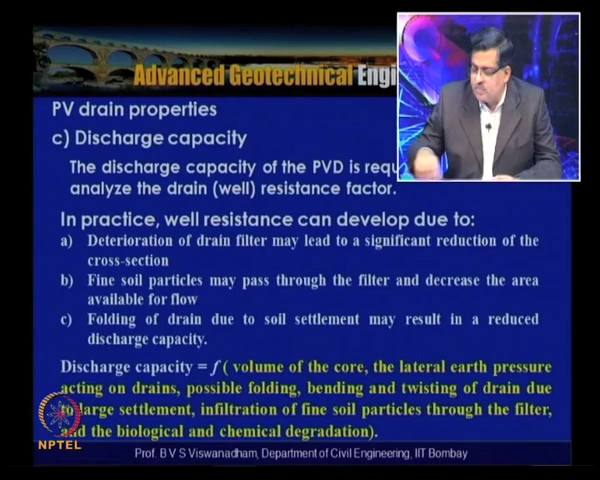 Advanced Geotechnical Engi
PV drain properties
c) Discharge capacity
The discharge capacity of the PVD is requ
analyze the drain (well) resistance factor.
In practice, well resistance can develop due to:
a) Deterioration of drain filter may lead to a significant reduction of the
cross-section
b) Fine soil particles may pass through the filter and decrease the area
available for flow
c) Folding of drain due to soil settlement may result in a reduced
discharge capacity.
Discharge capacity = f ( volume of the core, the lateral earth pressure
acting on drains, possible folding, bending and twisting of drain due
to large settlement, infiltration of fine soil particles through the filter,
and the biological and chemical degradation).
NPTEL
Prof. B V S Viswanadham, Department of Civil Engineering, IIT Bombay